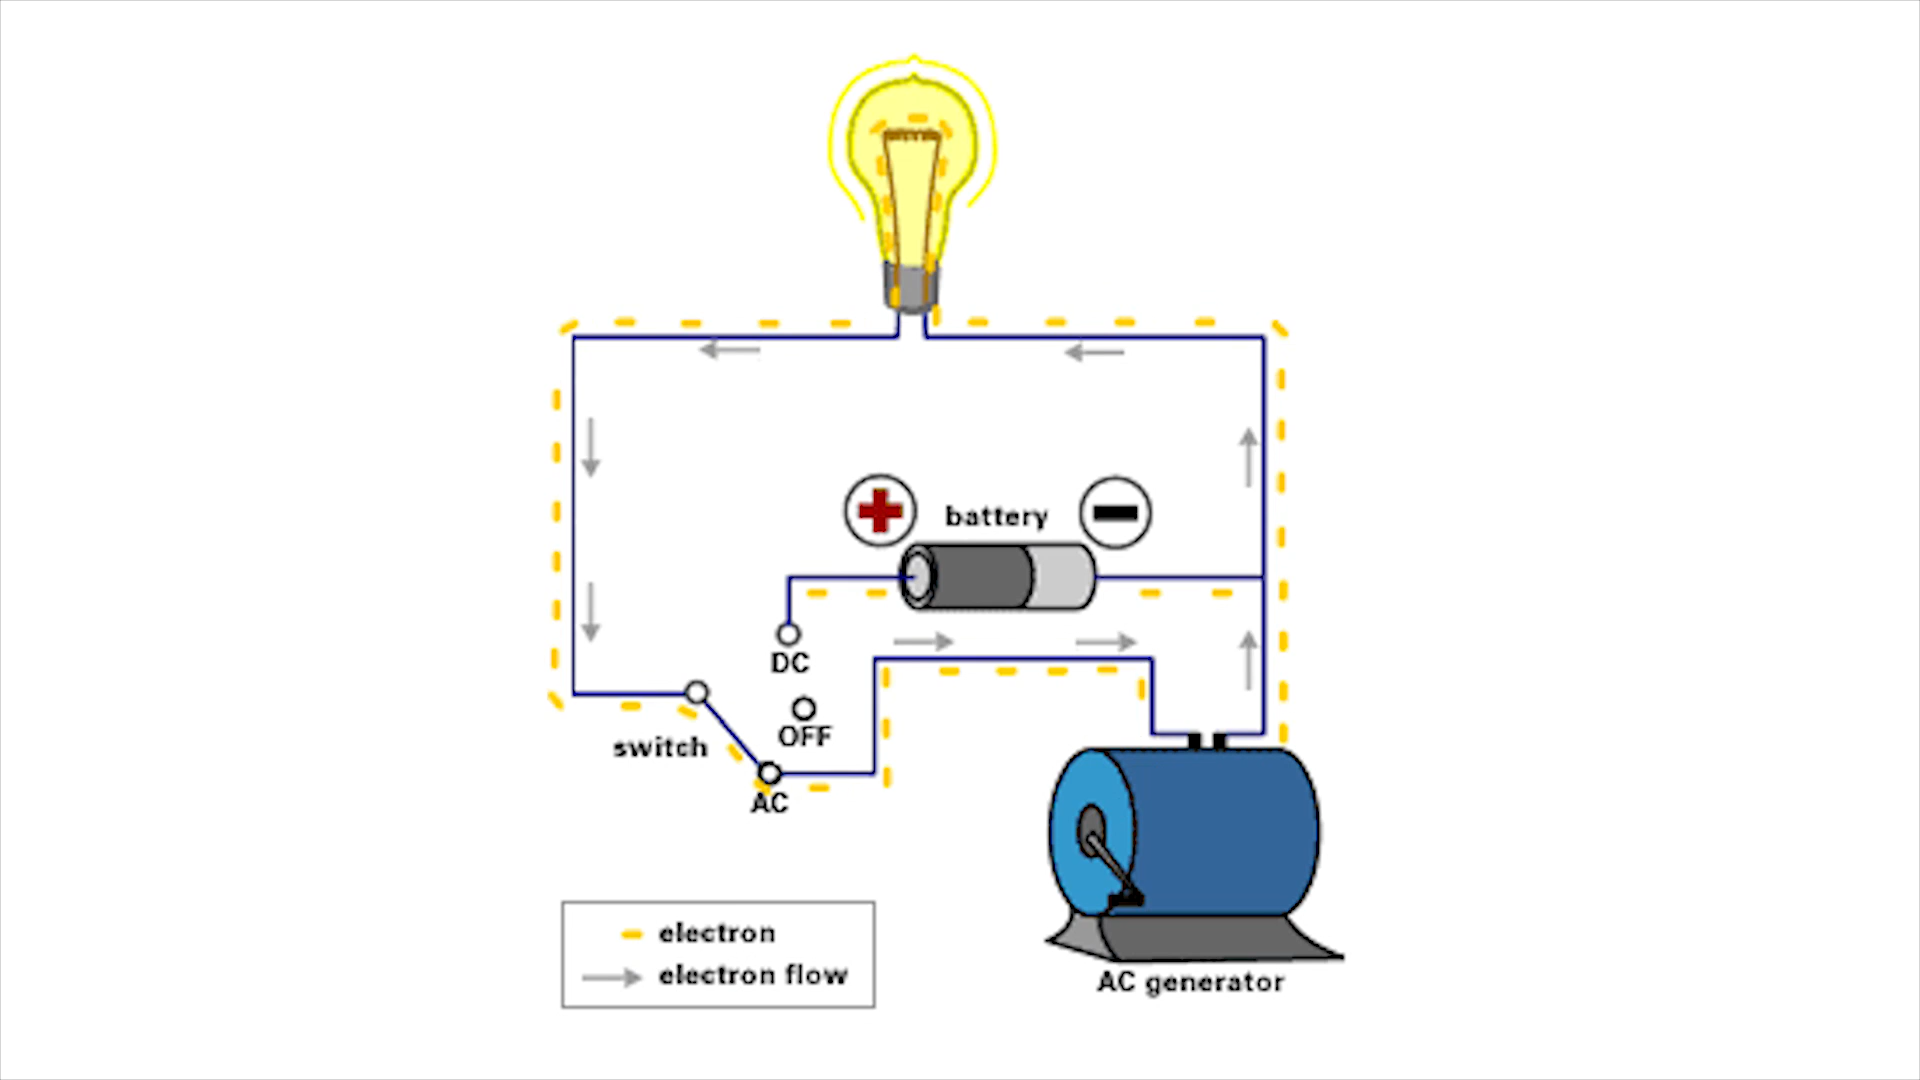 battery
DC
OFF
switch
AC
electron
electron flow
AC generator